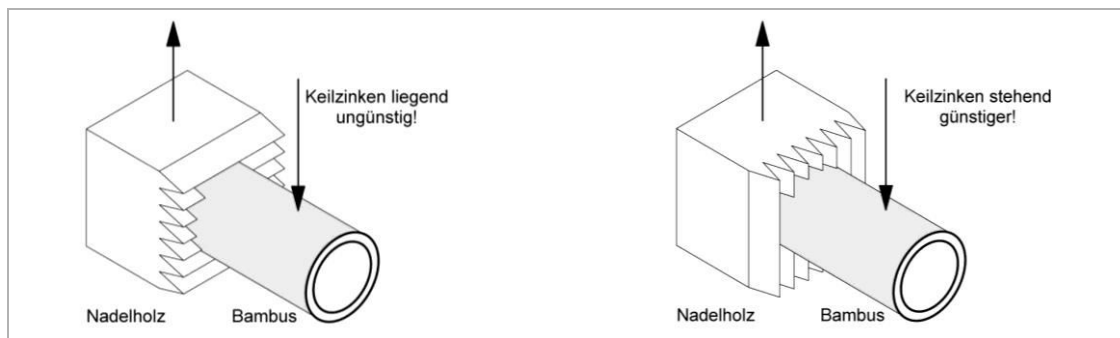 Keilzinken liegend
ungünstig!
Nadelholz
Bambus
Keilzinken stehend
günstiger!
Nadelholz
Bambus